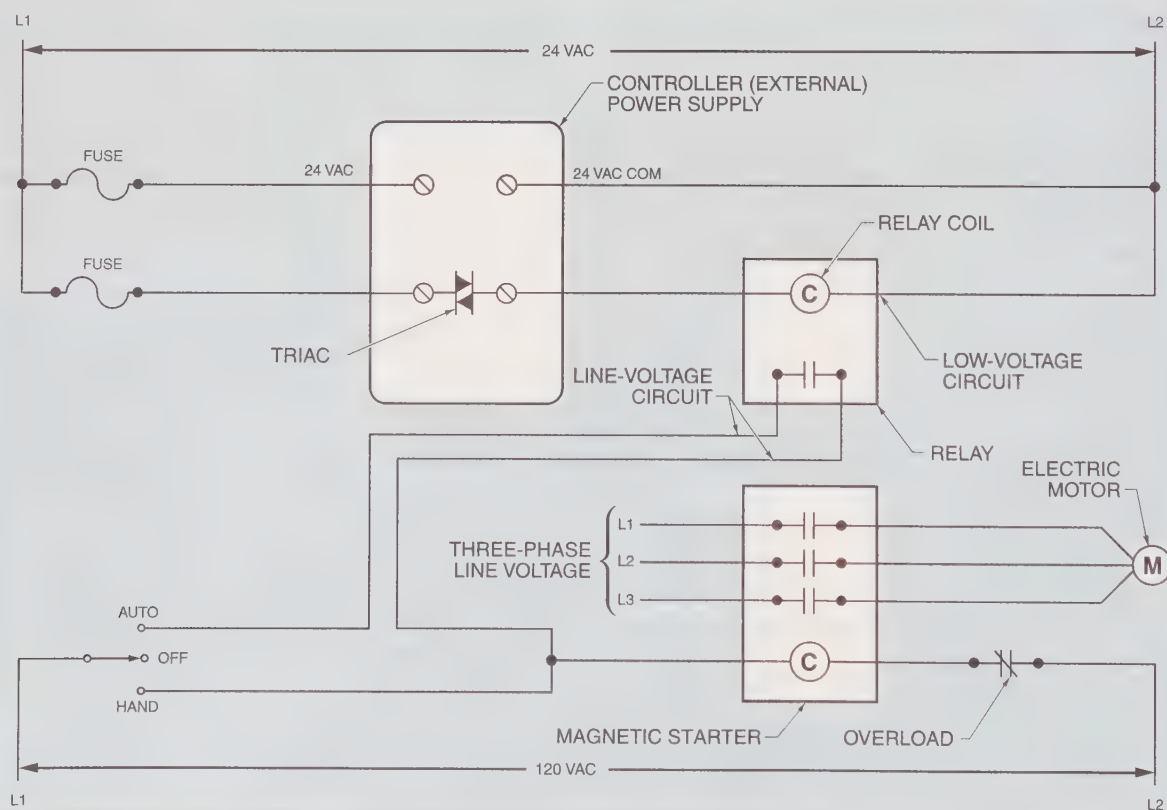 L1
L2
24 VAC
CONTROLLER (EXTERNAL)
POWER SUPPLY
FUSE
24 VAC
24 VAC COM
RELAY COIL
C
FUSE
TRIAC
LOW-VOLTAGE
CIRCUIT
LINE-VOLTAGE
CIRCUIT
RELAY
ELECTRIC
MOTOR
THREE-PHASE
LINE VOLTAGE
L1
L2
L3
M
AUTO
OFF
HAND
C
MAGNETIC STARTER
OVERLOAD
120 VAC
L1
L2